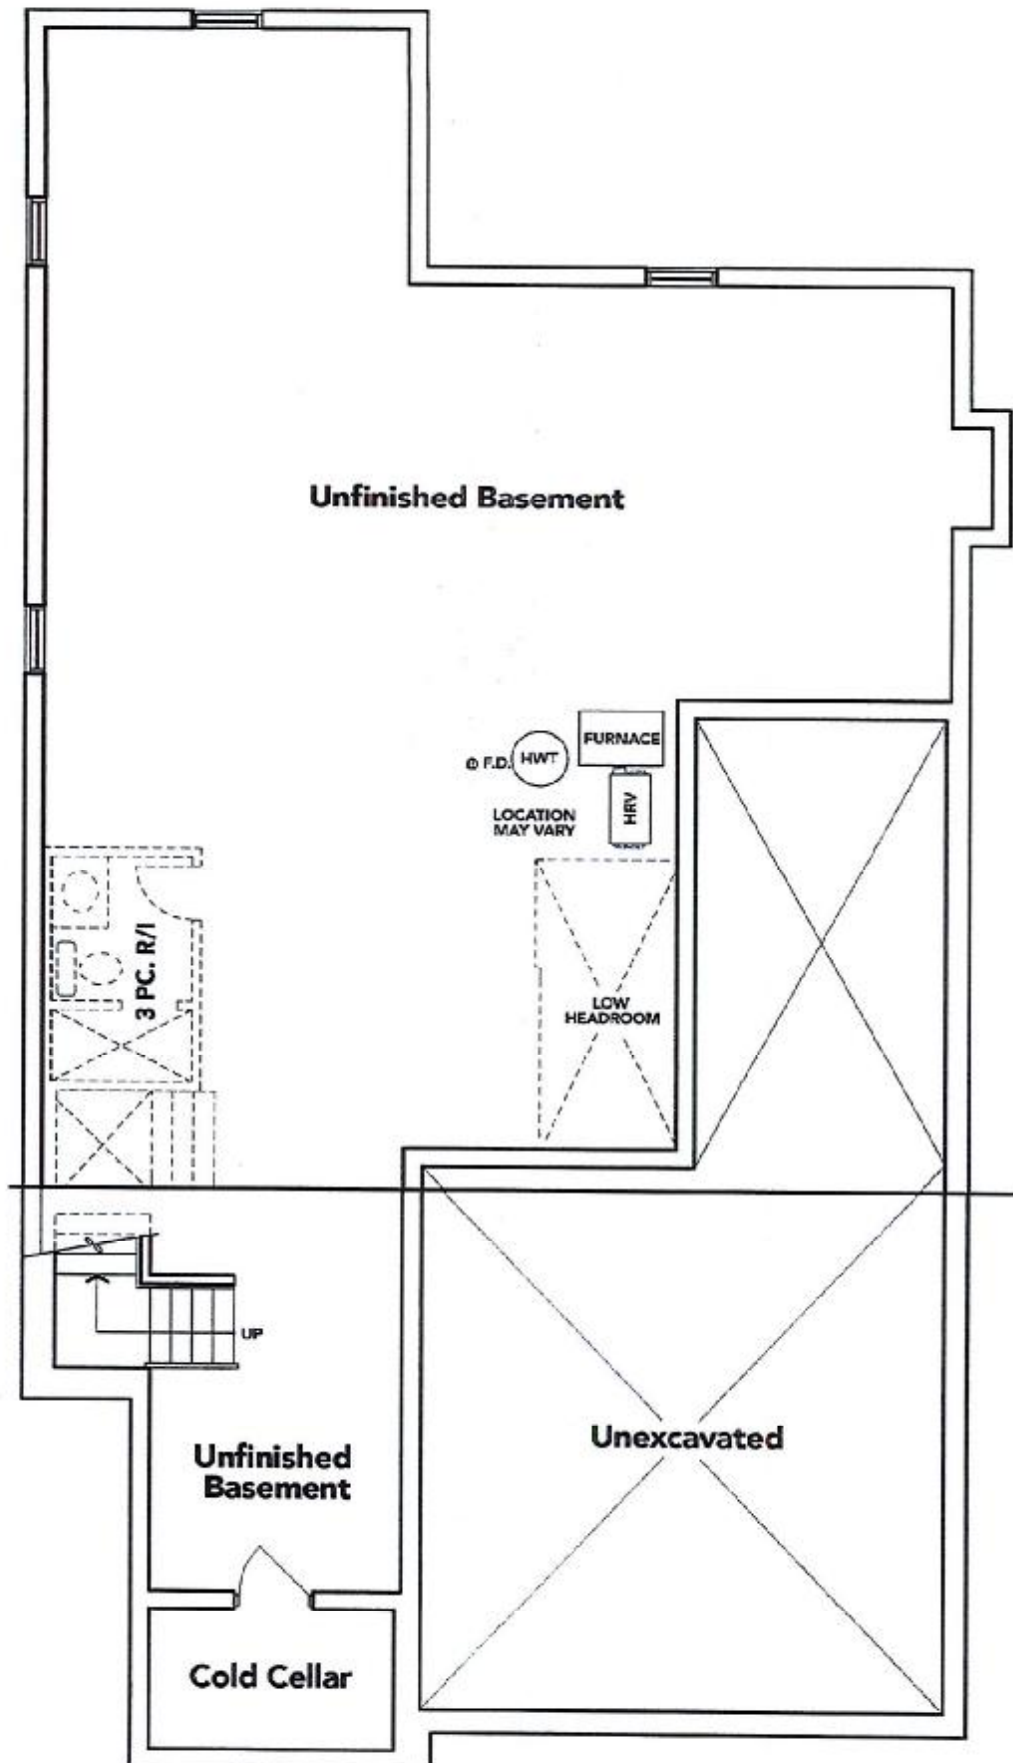 Unfinished Basement
FURNACE
⌀ F.D.
HWT
HRV
LOCATION
MAY VARY
3 PC. R/I
LOW
HEADROOM
UP
Unfinished
Basement
Unexcavated
Cold Cellar